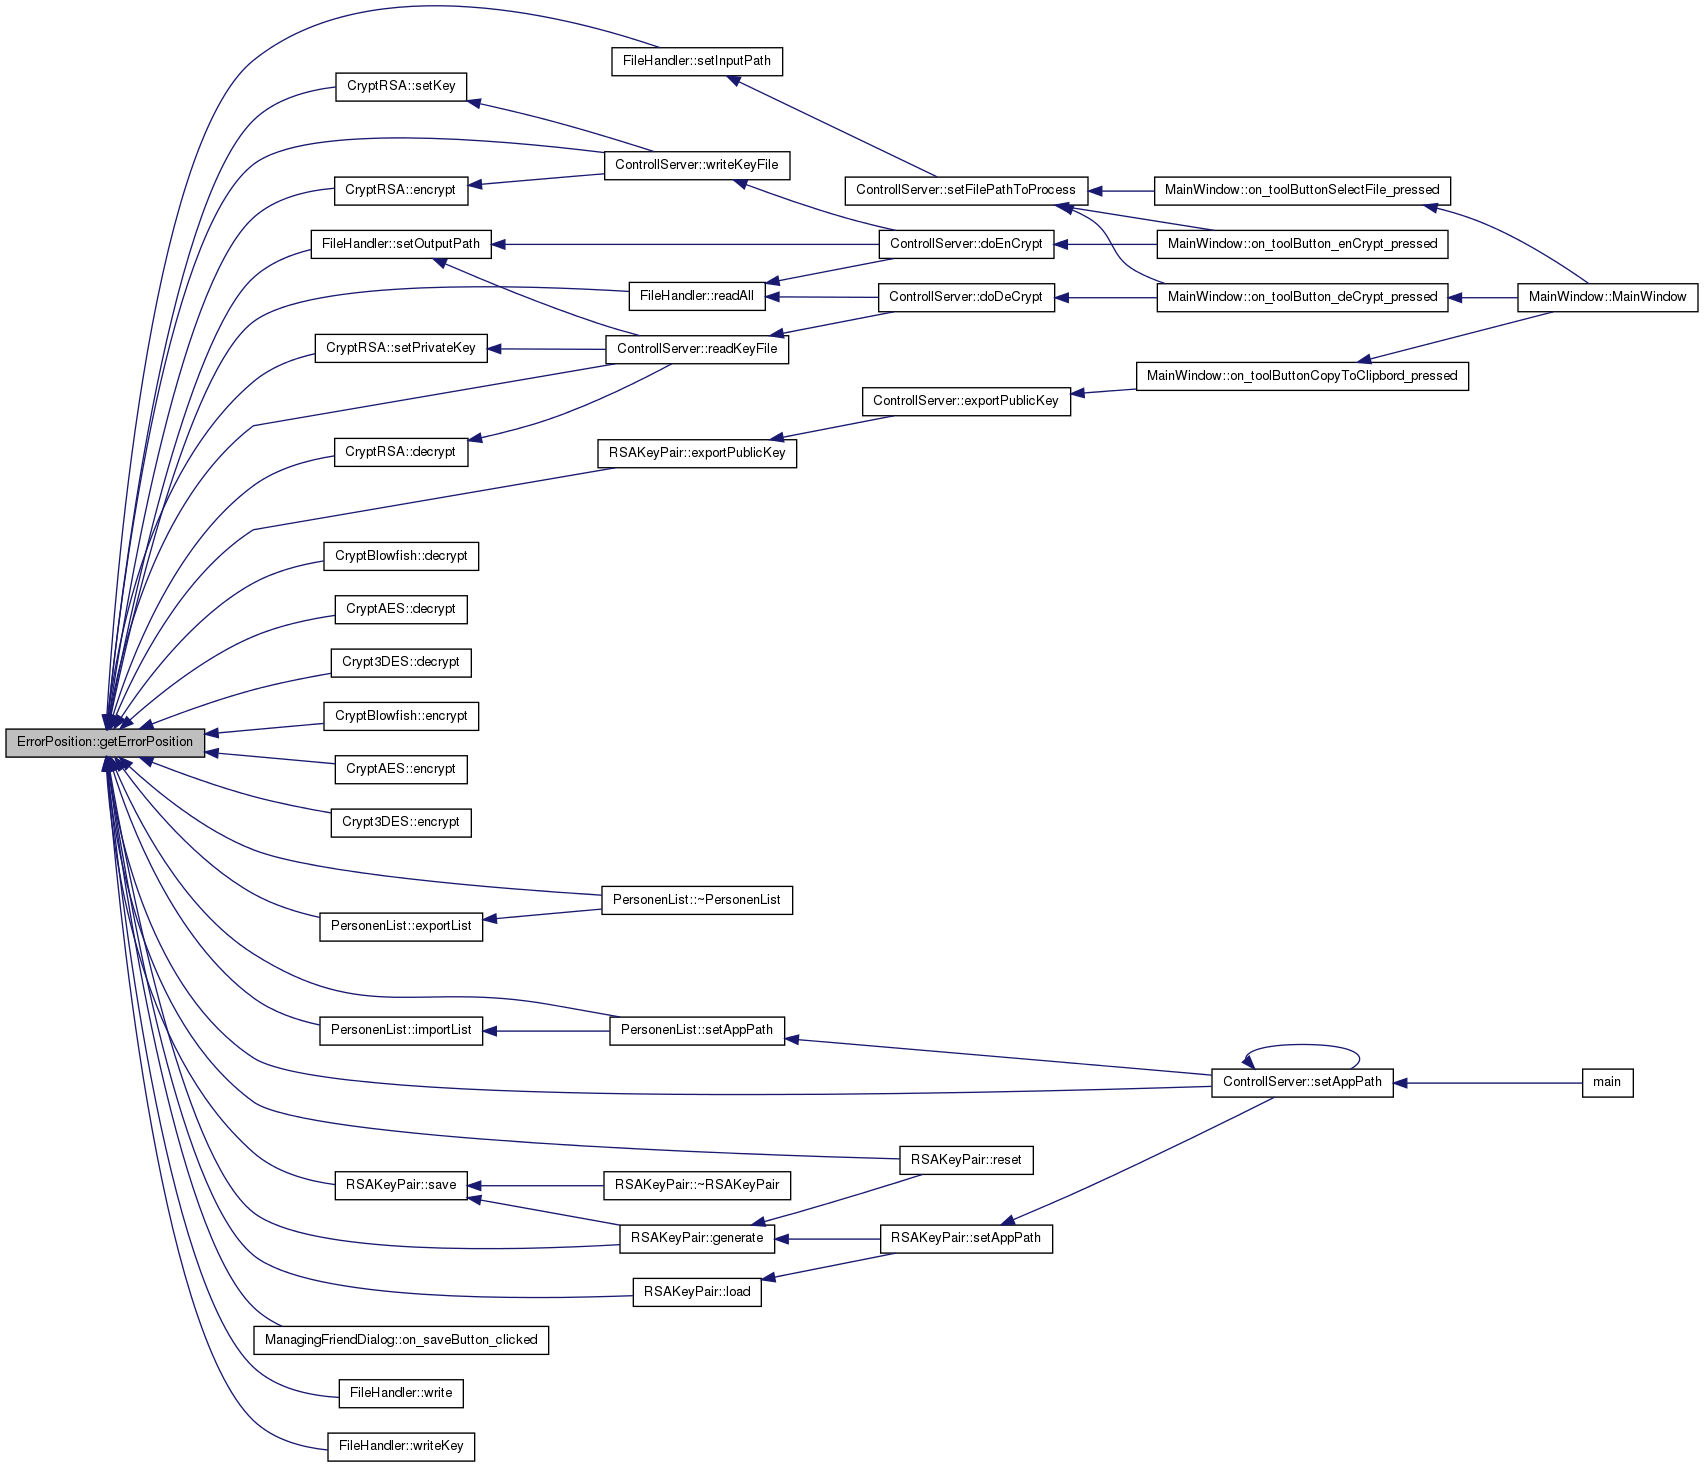 FileHandler::setInputPath
CryptRSA::setKey
ControllServer::writeKeyFile
CryptRSA::encrypt
ControllServer::setFilePathToProcess
MainWindow::on_toolButtonSelectFile_pressed
FileHandler::setOutputPath
ControllServer::doEnCrypt
MainWindow::on_toolButton_enCrypt_pressed
FileHandler::readAll
ControllServer::doDeCrypt
MainWindow::on_toolButton_deCrypt_pressed
MainWindow::MainWindow
CryptRSA::setPrivateKey
ControllServer::readKeyFile
MainWindow::on_toolButtonCopyToClipbord_pressed
ControllServer::exportPublicKey
CryptRSA::decrypt
RSAKeyPair::exportPublicKey
CryptBlowfish::decrypt
CryptAES::decrypt
Crypt3DES::decrypt
CryptBlowfish::encrypt
ErrorPosition::getErrorPosition
CryptAES::encrypt
Crypt3DES::encrypt
PersonenList::~PersonenList
PersonenList::exportList
PersonenList::importList
PersonenList::setAppPath
ControllServer::setAppPath
main
RSAKeyPair::reset
RSAKeyPair::save
RSAKeyPair::~RSAKeyPair
RSAKeyPair::generate
RSAKeyPair::setAppPath
RSAKeyPair::load
ManagingFriendDialog::on_saveButton_clicked
FileHandler::write
FileHandler::writeKey